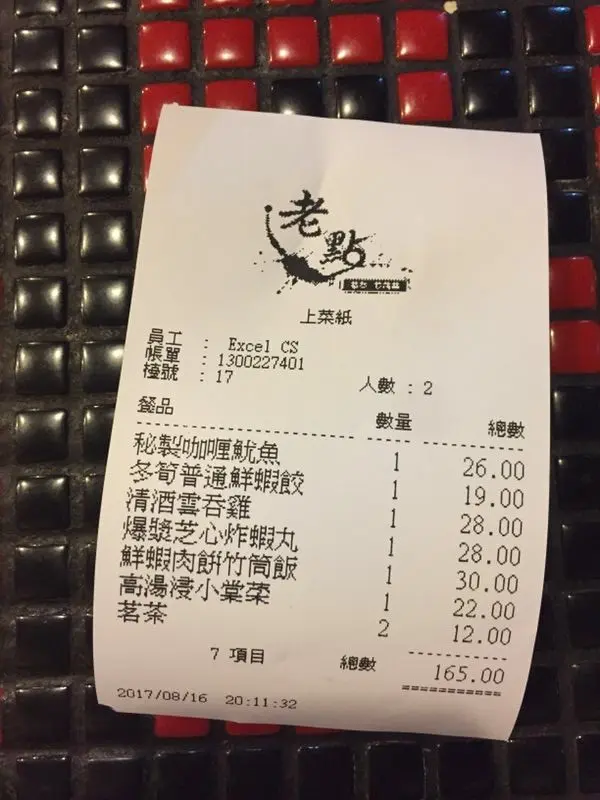 老點
上菜紙
員工 : Excel CS
帳單 : 1300227401
檯號 : 17 人數 : 2
餐品 數量 總數
秘製咖喱魷魚 1 26.00
冬筍普通鮮蝦餃 1 19.00
清酒雲吞雞 1 28.00
爆漿芝心炸蝦丸 1 28.00
鮮蝦肉餅竹筒飯 1 30.00
高湯浸小棠菜 1 22.00
茗茶 2 12.00
7 項目 總數 165.00
2017/08/16 20:11:32